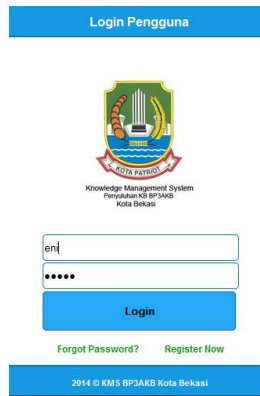 Login Pengguna
KOTA PATRIOT
Knowledge Management System
Penyuluhan KB BP3AKB
Kota Bekasi
eni
•••••
Login
Forgot Password? Register Now
2014 © KMS BP3AKB Kota Bekasi